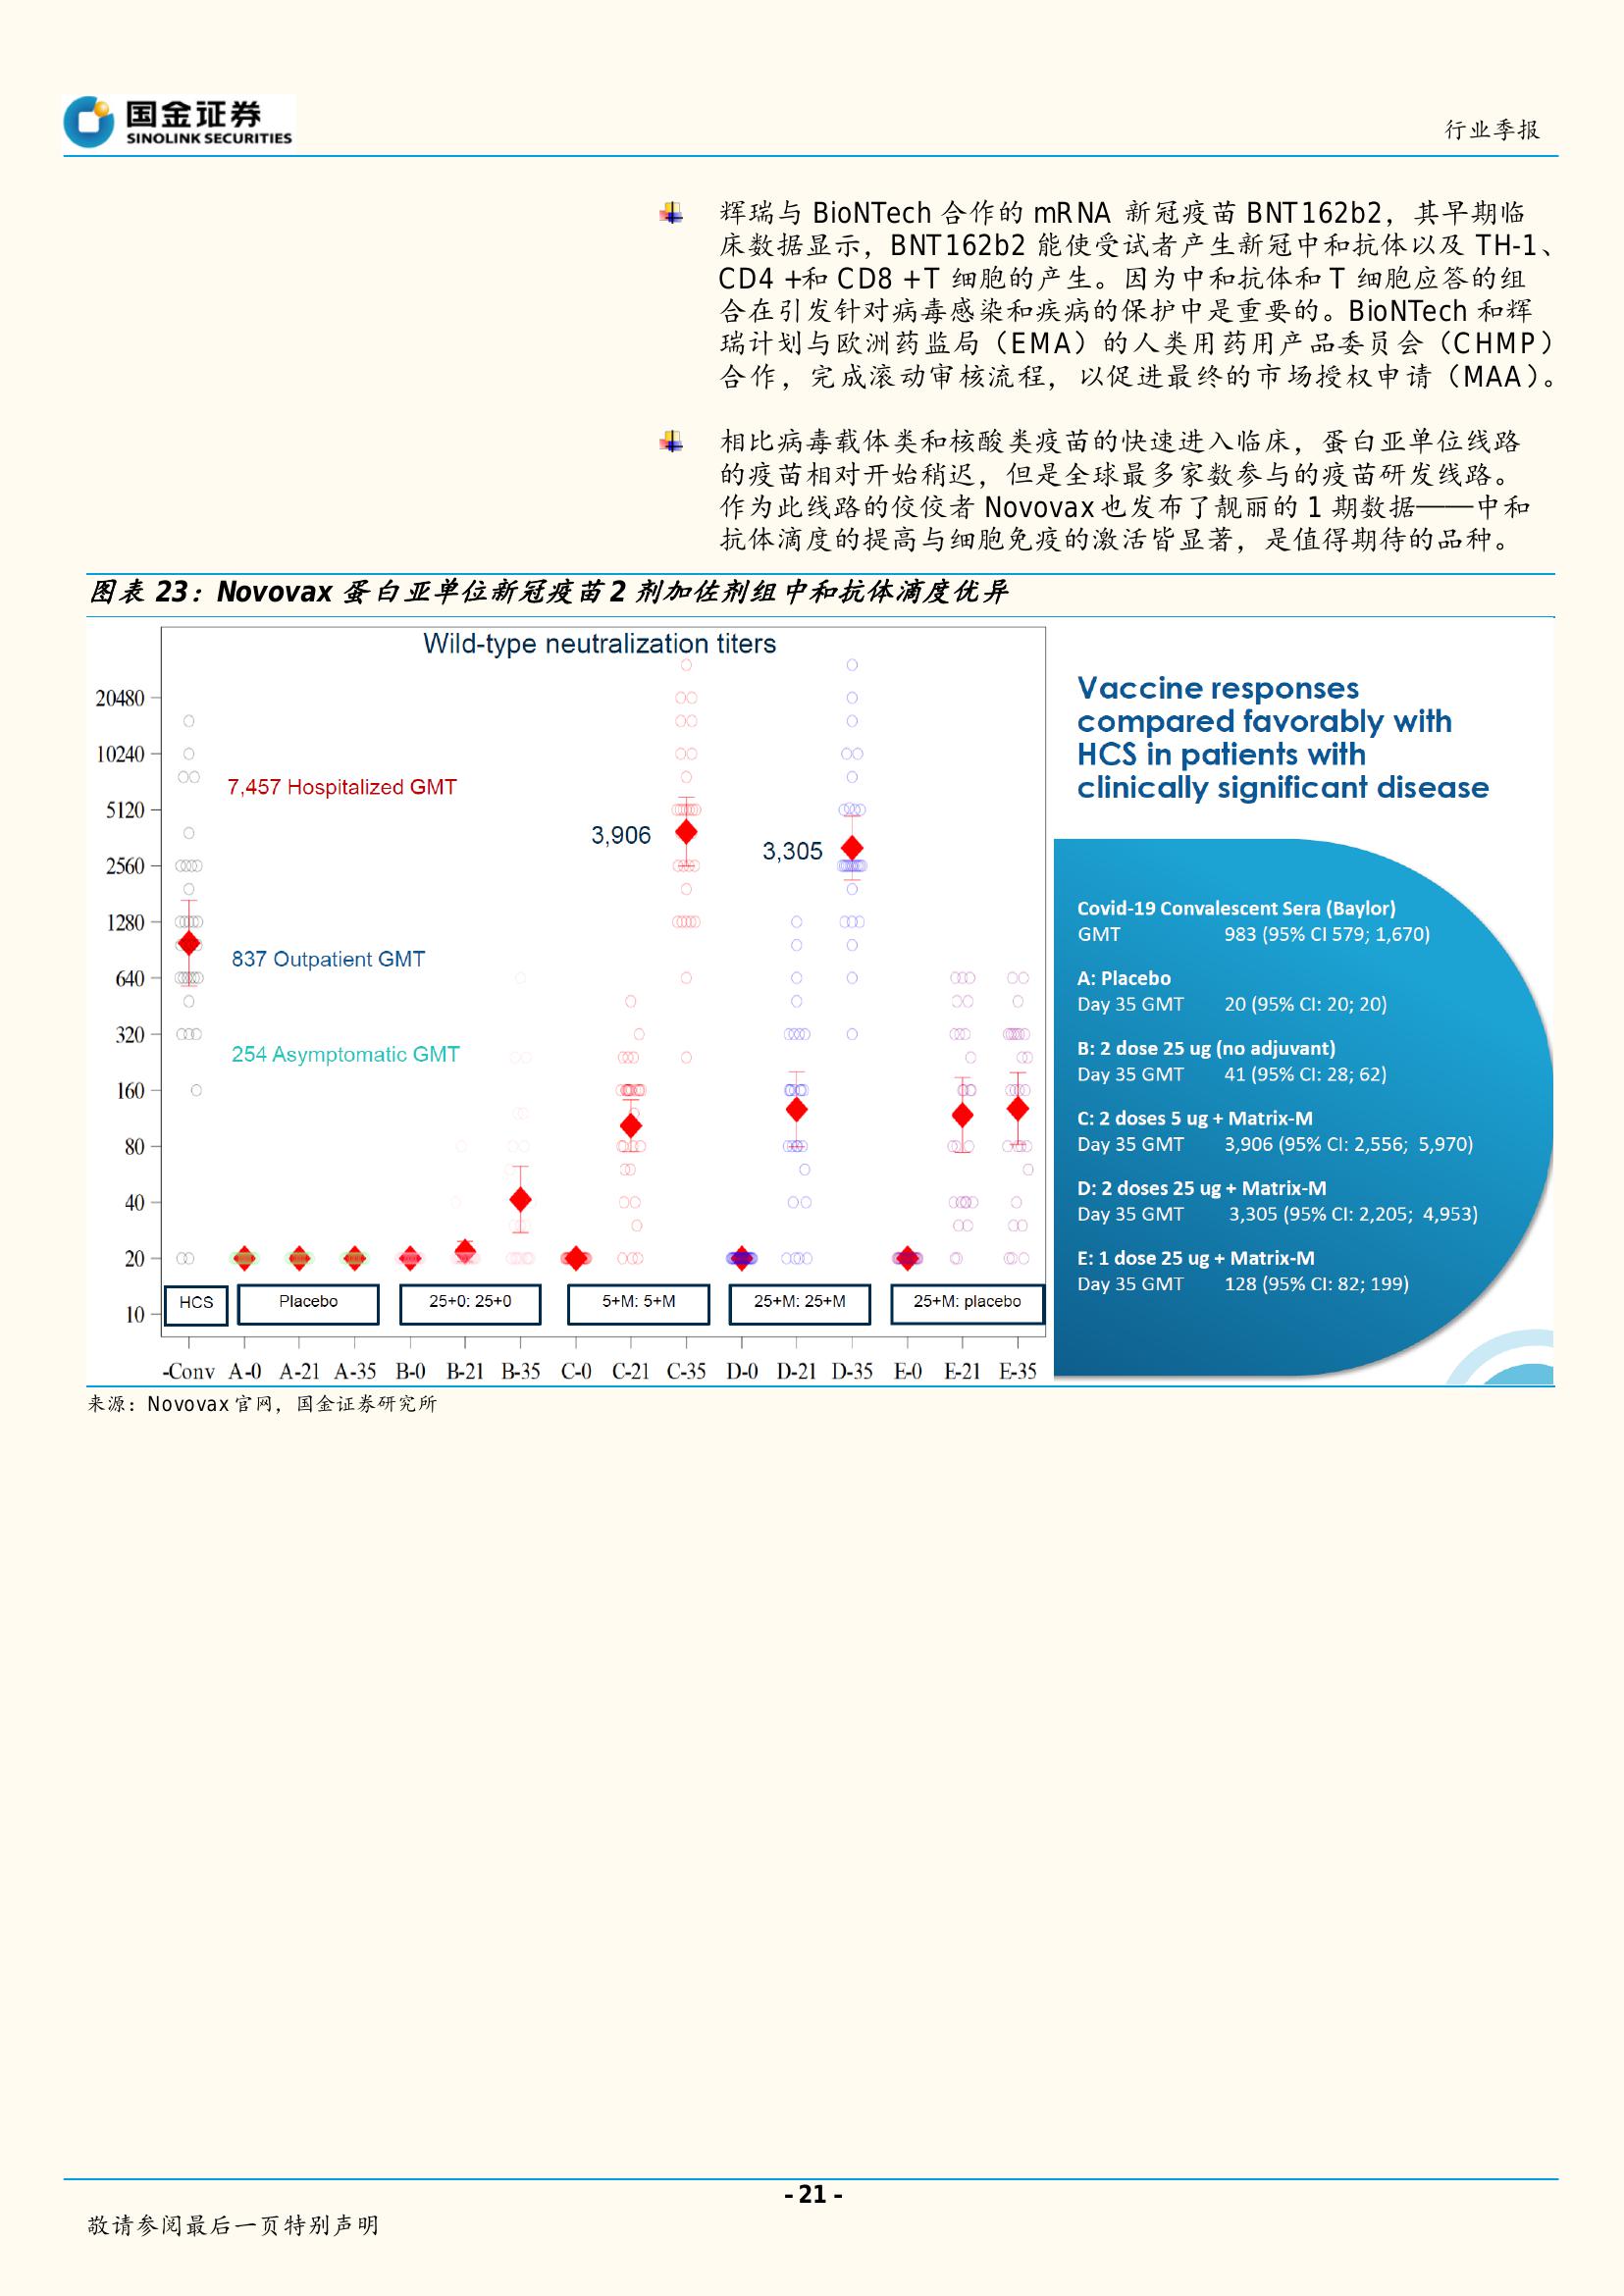 国金证券
SINOLINK SECURITIES
行业季报
辉瑞与 BioNTech 合作的 mRNA 新冠疫苗 BNT162b2，其早期临
床数据显示，BNT162b2 能使受试者产生新冠中和抗体以及 TH-1、
CD4 +和 CD8 + T 细胞的产生。因为中和抗体和 T 细胞应答的组
合在引发针对病毒感染和疾病的保护中是重要的。BioNTech 和辉
瑞计划与欧洲药监局（EMA）的人类用药用产品委员会（CHMP）
合作，完成滚动审核流程，以促进最终的市场授权申请（MAA）。
相比病毒载体类和核酸类疫苗的快速进入临床，蛋白亚单位线路
的疫苗相对开始稍迟，但是全球最多家数参与的疫苗研发线路。
作为此线路的佼佼者 Novovax 也发布了靓丽的 1 期数据——中和
抗体滴度的提高与细胞免疫的激活皆显著，是值得期待的品种。
图表 23：Novovax 蛋白亚单位新冠疫苗 2 剂加佐剂组中和抗体滴度优异
Wild-type neutralization titers
20480
10240
5120
2560
1280
640
320
160
80
40
20
10
7,457 Hospitalized GMT
837 Outpatient GMT
254 Asymptomatic GMT
3,906
3,305
HCS
Placebo
25+0: 25+0
5+M: 5+M
25+M: 25+M
25+M: placebo
-Conv A-0 A-21 A-35 B-0 B-21 B-35 C-0 C-21 C-35 D-0 D-21 D-35 E-0 E-21 E-35
Vaccine responses
compared favorably with
HCS in patients with
clinically significant disease
Covid-19 Convalescent Sera (Baylor)
GMT 983 (95% CI 579; 1,670)
A: Placebo
Day 35 GMT 20 (95% CI: 20; 20)
B: 2 dose 25 ug (no adjuvant)
Day 35 GMT 41 (95% CI: 28; 62)
C: 2 doses 5 ug + Matrix-M
Day 35 GMT 3,906 (95% CI: 2,556; 5,970)
D: 2 doses 25 ug + Matrix-M
Day 35 GMT 3,305 (95% CI: 2,205; 4,953)
E: 1 dose 25 ug + Matrix-M
Day 35 GMT 128 (95% CI: 82; 199)
来源：Novovax 官网，国金证券研究所
- 21 -
敬请参阅最后一页特别声明